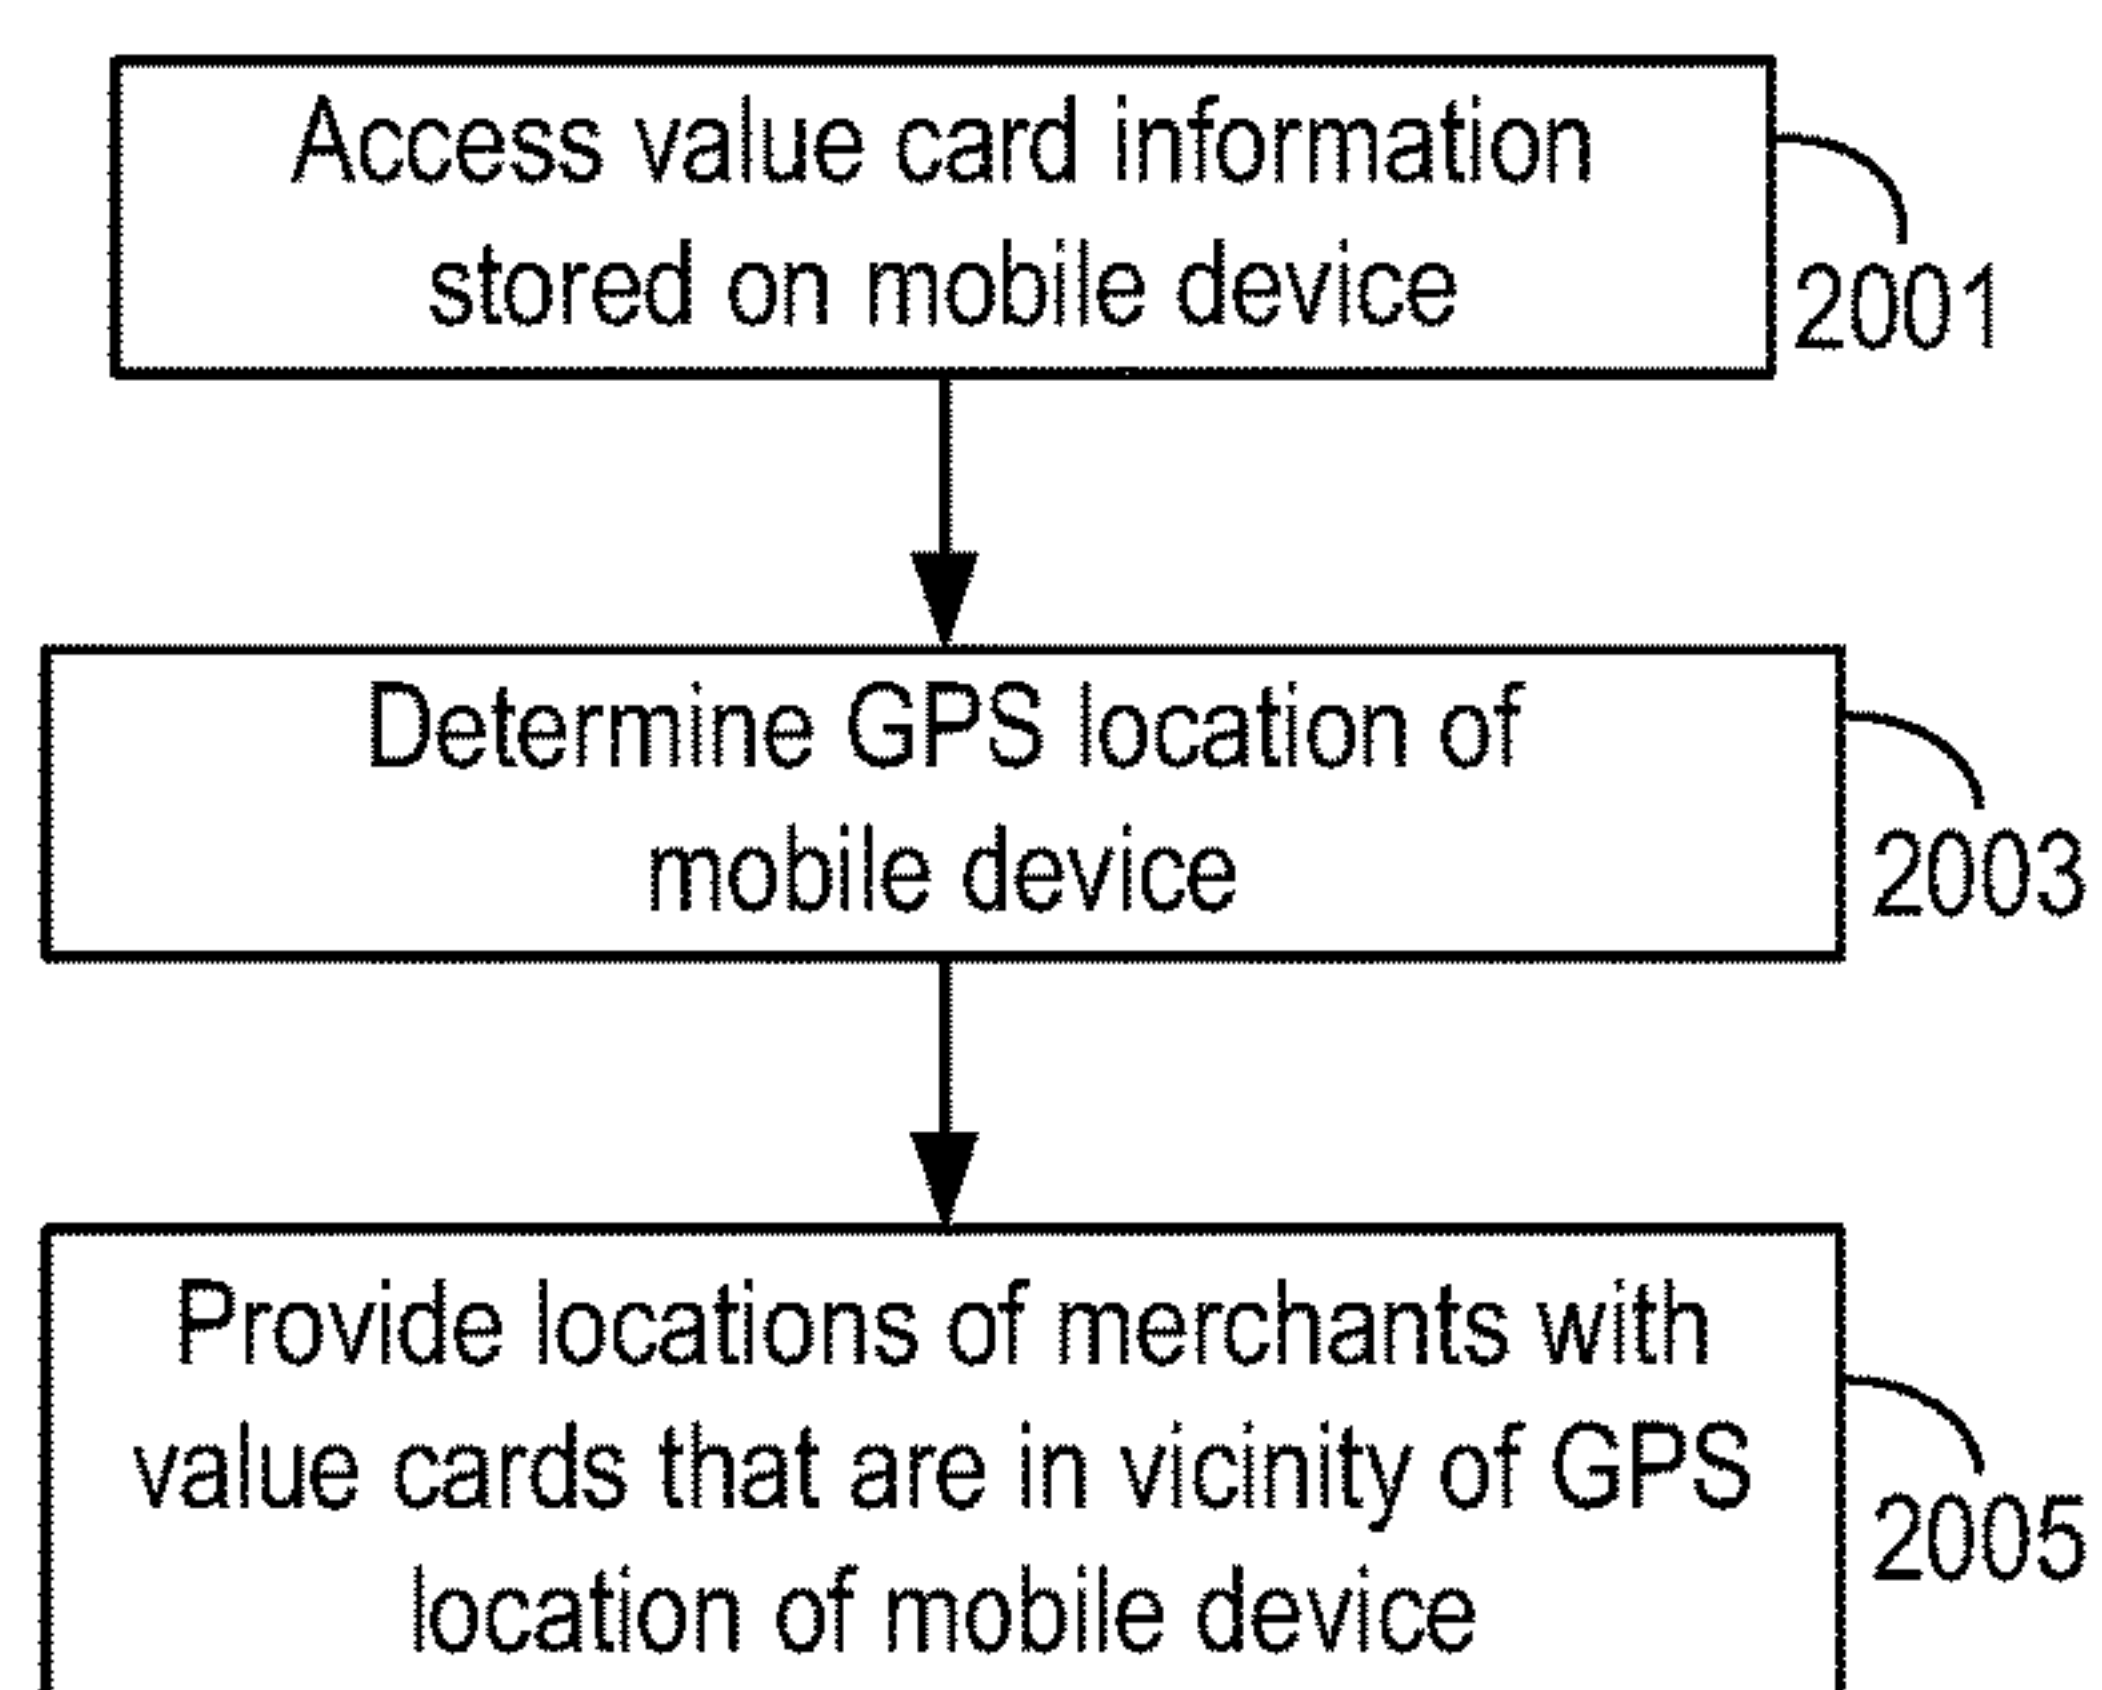 Access value card information
stored on mobile device
2001
Determine GPS location of
mobile device
2003
Provide locations of merchants with
value cards that are in vicinity of GPS
location of mobile device
2005